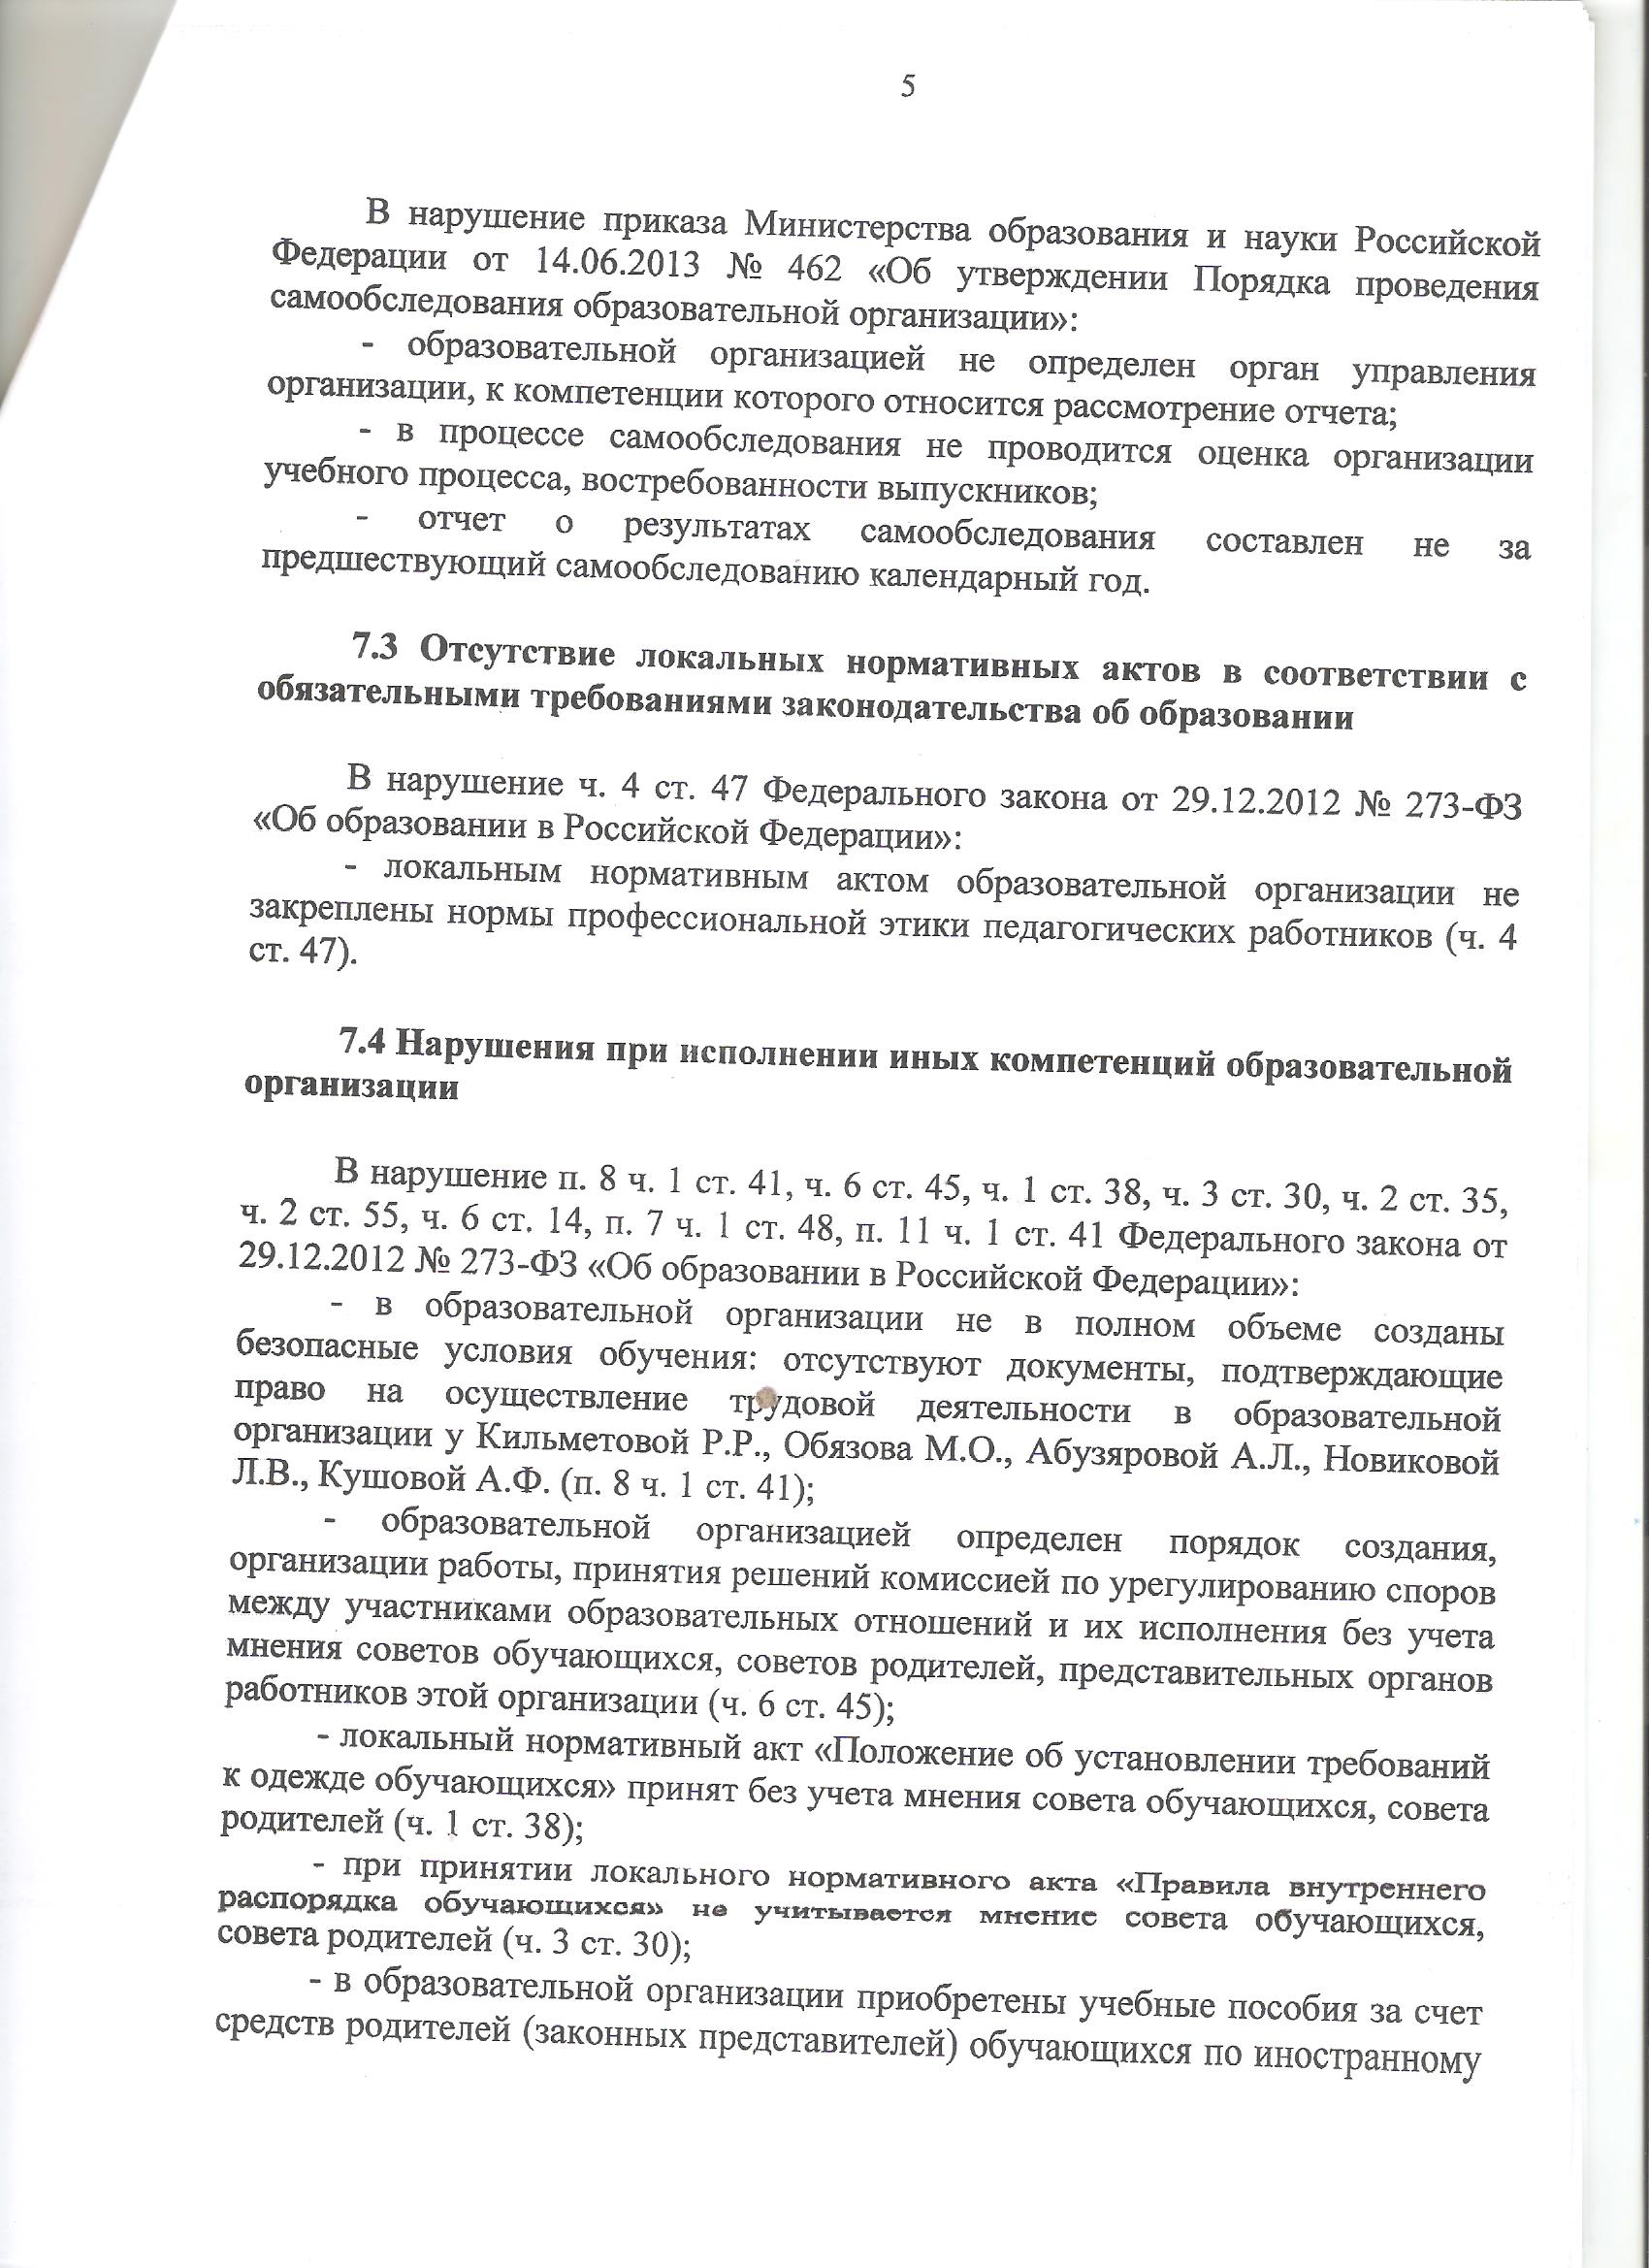 5
В нарушение приказа Министерства образования и науки Российской
Федерации от 14.06.2013 № 462 «Об утверждении Порядка проведения
самообследования образовательной организации»:
- образовательной организацией не определен орган управления
организации, к компетенции которого относится рассмотрение отчета;
- в процессе самообследования не проводится оценка организации
учебного процесса, востребованности выпускников;
- отчет о результатах самообследования составлен не за
предшествующий самообследованию календарный год.
7.3 Отсутствие локальных нормативных актов в соответствии с
обязательными требованиями законодательства об образовании
В нарушение ч. 4 ст. 47 Федерального закона от 29.12.2012 № 273-ФЗ
«Об образовании в Российской Федерации»:
- локальным нормативным актом образовательной организации не
закреплены нормы профессиональной этики педагогических работников (ч. 4
ст. 47).
7.4 Нарушения при исполнении иных компетенций образовательной
организации
В нарушение п. 8 ч. 1 ст. 41, ч. 6 ст. 45, ч. 1 ст. 38, ч. 3 ст. 30, ч. 2 ст. 35,
ч. 2 ст. 55, ч. 6 ст. 14, п. 7 ч. 1 ст. 48, п. 11 ч. 1 ст. 41 Федерального закона от
29.12.2012 № 273-ФЗ «Об образовании в Российской Федерации»:
- в образовательной организации не в полном объеме созданы
безопасные условия обучения: отсутствуют документы, подтверждающие
право на осуществление трудовой деятельности в образовательной
организации у Кильметовой Р.Р., Обязова М.О., Абузяровой А.Л., Новиковой
Л.В., Кушовой А.Ф. (п. 8 ч. 1 ст. 41);
- образовательной организацией определен порядок создания,
организации работы, принятия решений комиссией по урегулированию споров
между участниками образовательных отношений и их исполнения без учета
мнения советов обучающихся, советов родителей, представительных органов
работников этой организации (ч. 6 ст. 45);
- локальный нормативный акт «Положение об установлении требований
к одежде обучающихся» принят без учета мнения совета обучающихся, совета
родителей (ч. 1 ст. 38);
- при принятии локального нормативного акта «Правила внутреннего
распорядка обучающихся» не учитывается мнение совета обучающихся,
совета родителей (ч. 3 ст. 30);
- в образовательной организации приобретены учебные пособия за счет
средств родителей (законных представителей) обучающихся по иностранному